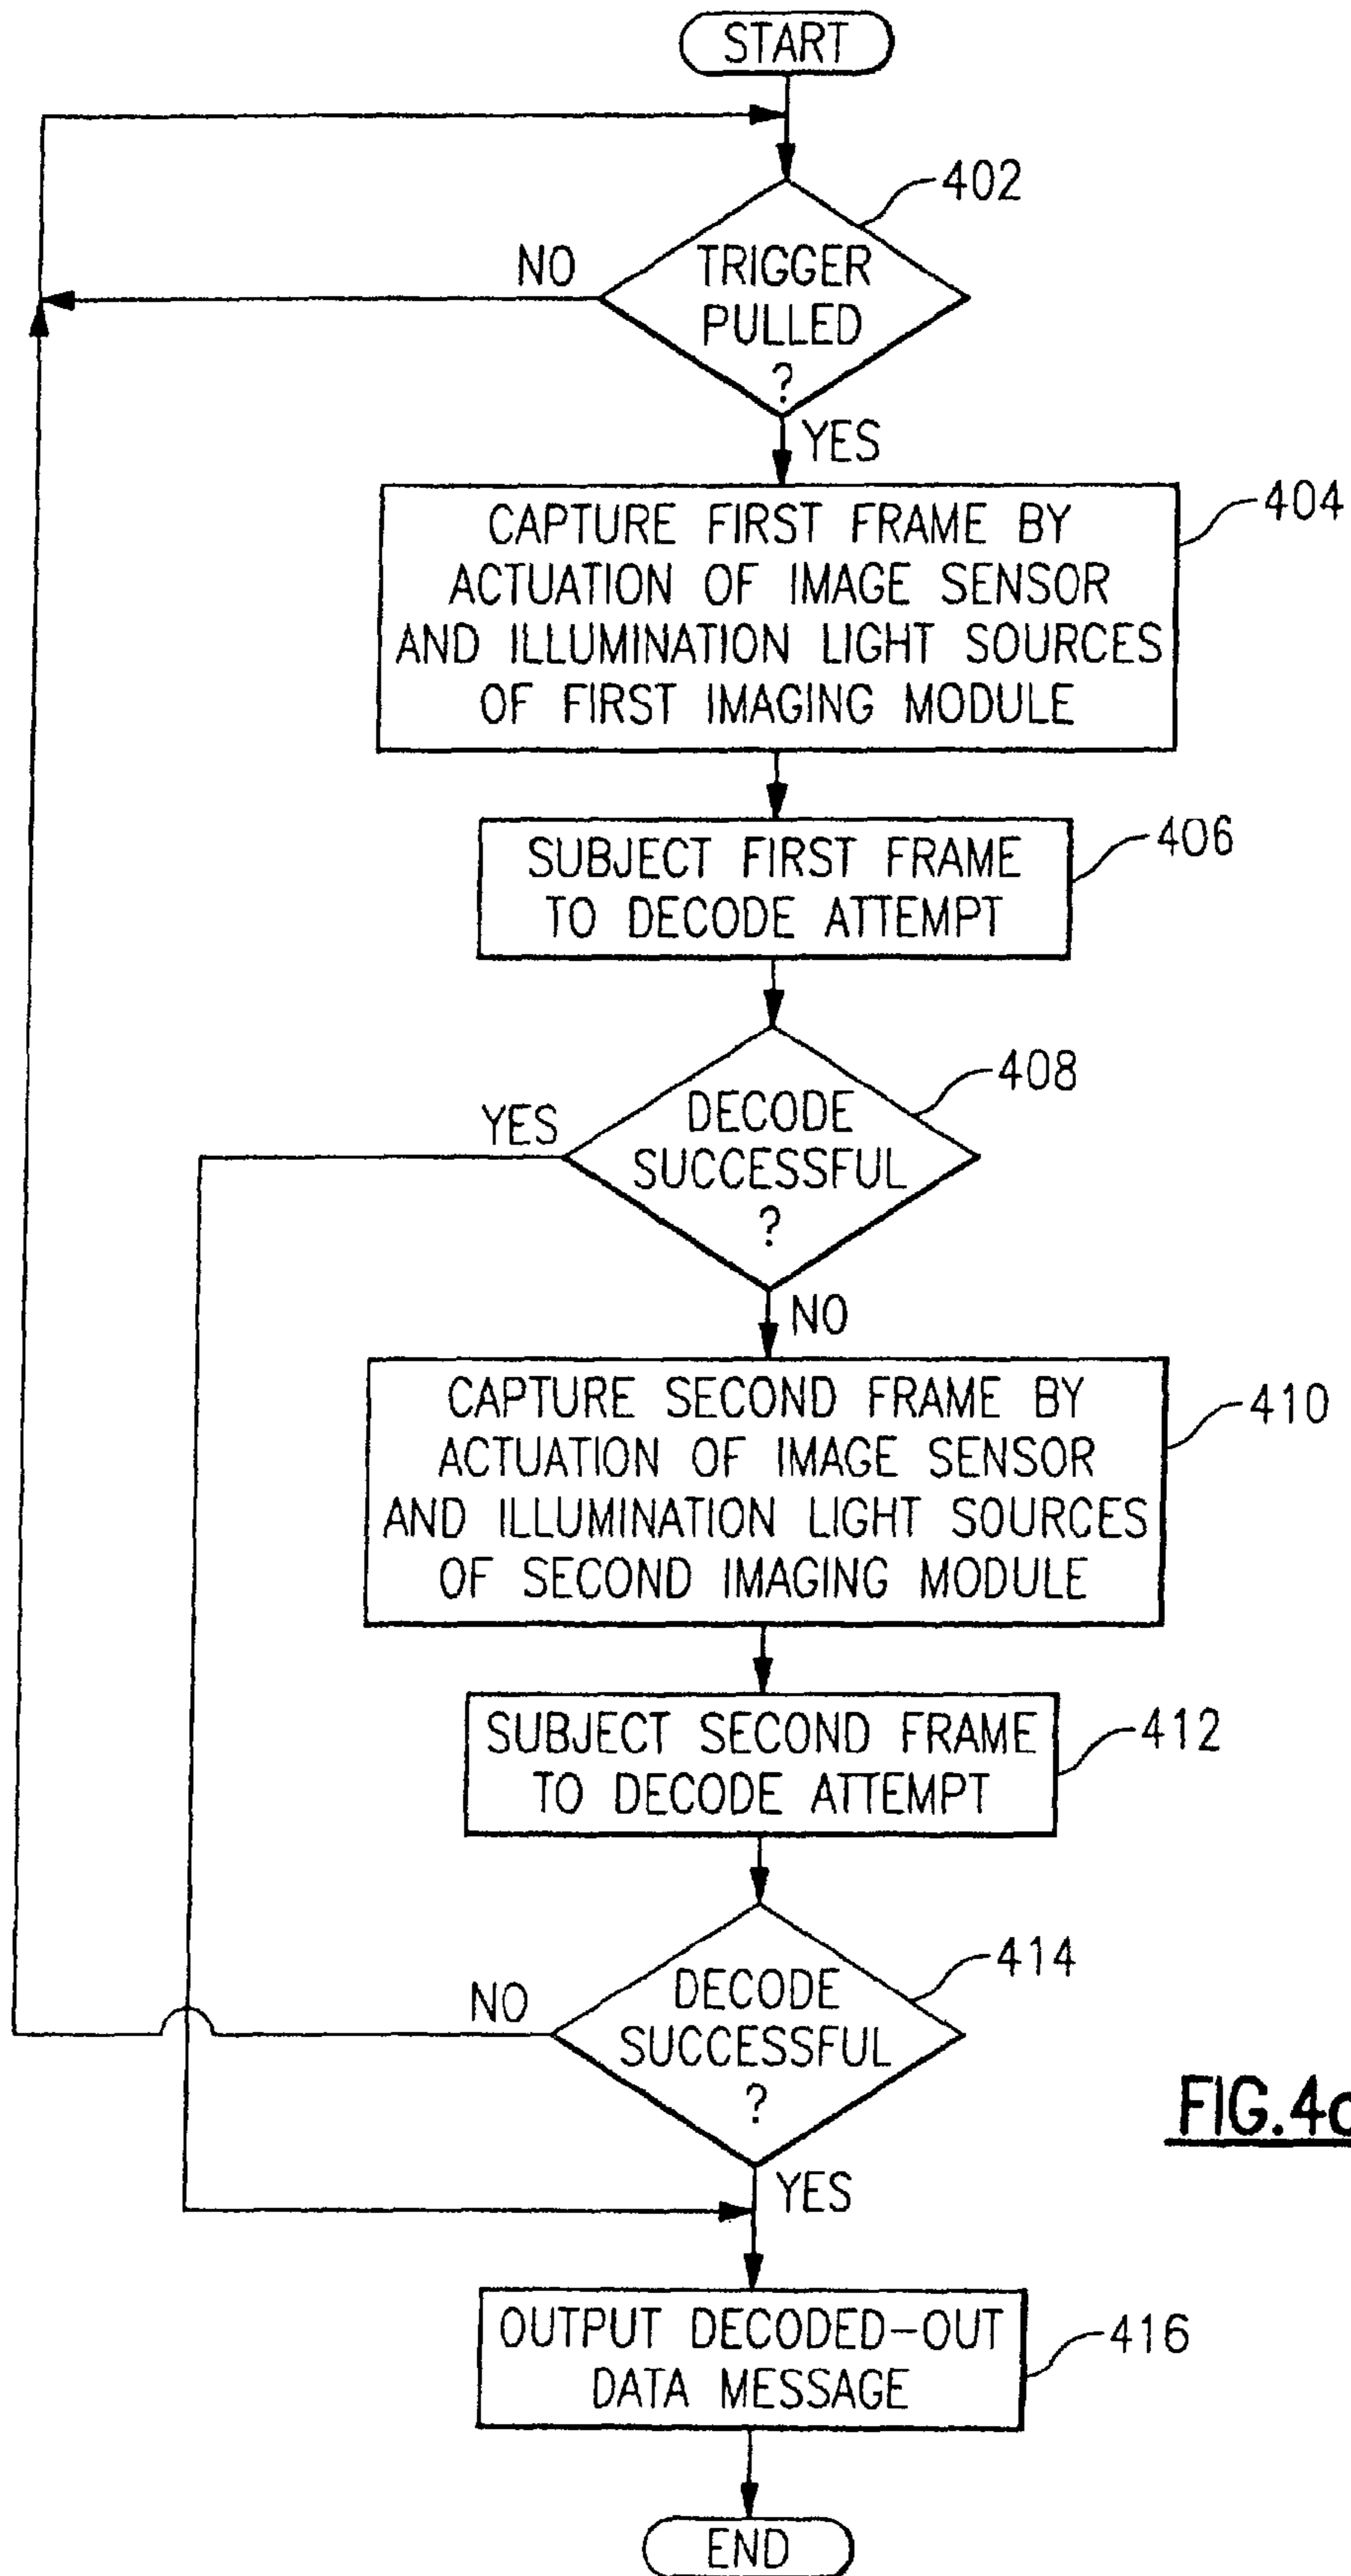 START
402
NO
TRIGGER
PULLED
?
YES
CAPTURE FIRST FRAME BY
ACTUATION OF IMAGE SENSOR
AND ILLUMINATION LIGHT SOURCES
OF FIRST IMAGING MODULE
404
SUBJECT FIRST FRAME
TO DECODE ATTEMPT
406
408
YES
DECODE
SUCCESSFUL
?
NO
CAPTURE SECOND FRAME BY
ACTUATION OF IMAGE SENSOR
AND ILLUMINATION LIGHT SOURCES
OF SECOND IMAGING MODULE
410
SUBJECT SECOND FRAME
TO DECODE ATTEMPT
412
414
NO
DECODE
SUCCESSFUL
?
YES
OUTPUT DECODED-OUT
DATA MESSAGE
416
END